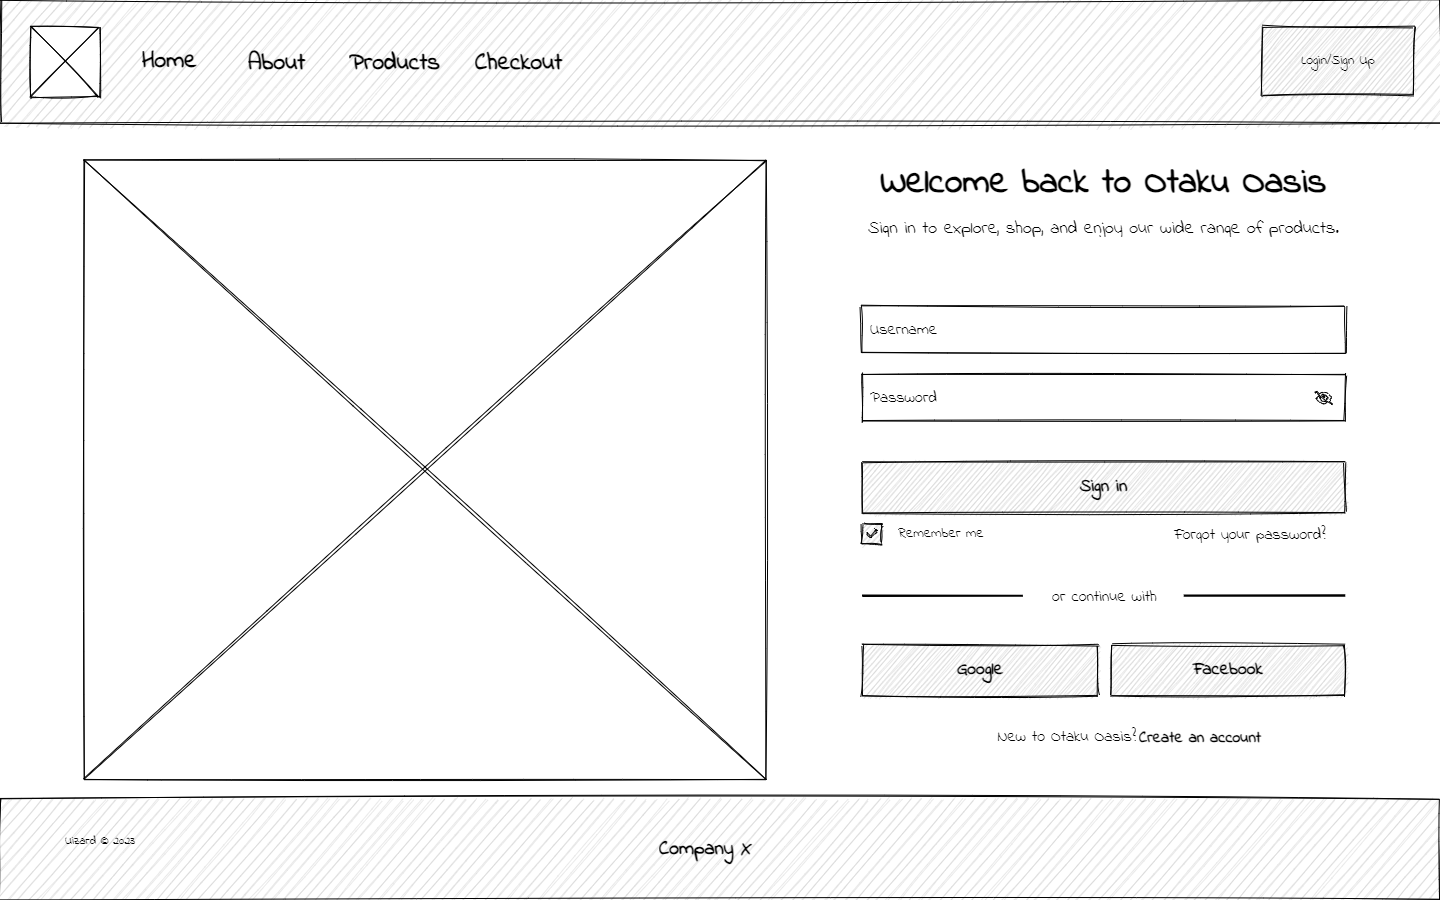 Home About Products Checkout Login/Sign Up
Welcome back to Otaku Oasis
Sign in to explore, shop, and enjoy our wide range of products.
Username
Password
Sign in
Remember me Forgot your password?
or continue with
Google Facebook
New to Otaku Oasis? Create an account
Uizard © 2023
Company X